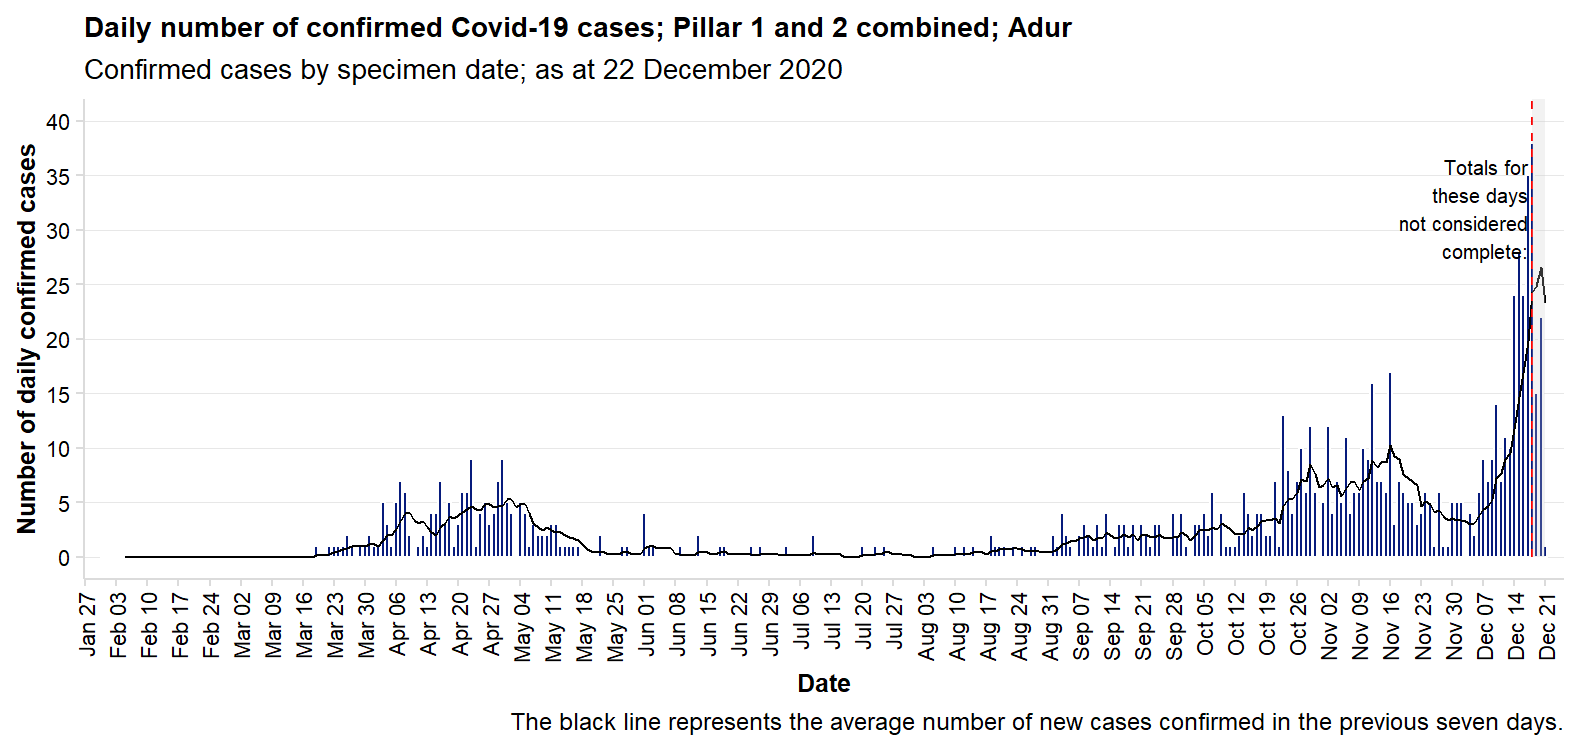 Daily number of confirmed Covid-19 cases; Pillar 1 and 2 combined; Adur
Confirmed cases by specimen date; as at 22 December 2020
Number of daily confirmed cases
40
35
30
25
20
15
10
5
0
Totals for
these days
not considered
complete:
Jan 27
Feb 03
Feb 10
Feb 17
Feb 24
Mar 02
Mar 09
Mar 16
Mar 23
Mar 30
Apr 06
Apr 13
Apr 20
Apr 27
May 04
May 11
May 18
May 25
Jun 01
Jun 08
Jun 15
Jun 22
Jun 29
Jul 06
Jul 13
Jul 20
Jul 27
Aug 03
Aug 10
Aug 17
Aug 24
Aug 31
Sep 07
Sep 14
Sep 21
Sep 28
Oct 05
Oct 12
Oct 19
Oct 26
Nov 02
Nov 09
Nov 16
Nov 23
Nov 30
Dec 07
Dec 14
Dec 21
Date
The black line represents the average number of new cases confirmed in the previous seven days.